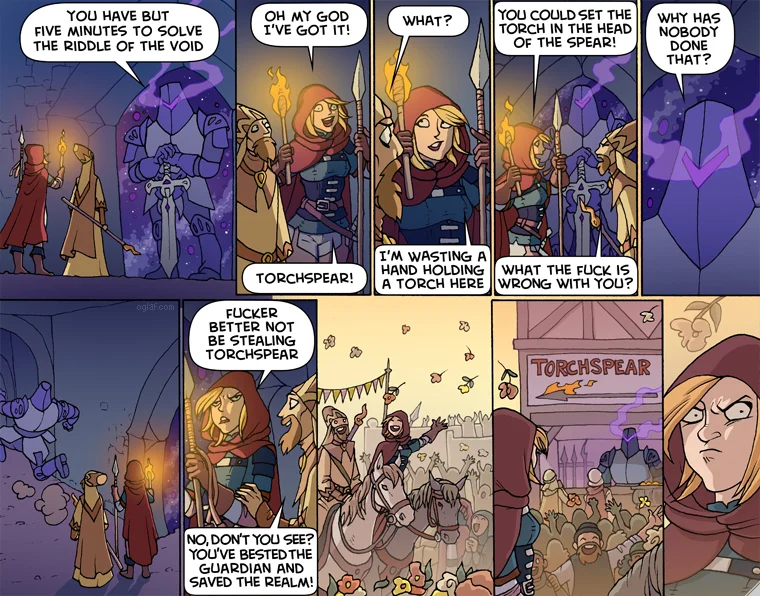 YOU HAVE BUT
FIVE MINUTES TO SOLVE
THE RIDDLE OF THE VOID
OH MY GOD
I'VE GOT IT!
TORCHSPEAR!
WHAT?
I'M WASTING A
HAND HOLDING
A TORCH HERE
YOU COULD SET THE
TORCH IN THE HEAD
OF THE SPEAR!
WHAT THE FUCK IS
WRONG WITH YOU?
WHY HAS
NOBODY
DONE
THAT?
oglaf.com
FUCKER
BETTER NOT
BE STEALING
TORCHSPEAR
NO, DON'T YOU SEE?
YOU'VE BESTED THE
GUARDIAN AND
SAVED THE REALM!
TORCHSPEAR